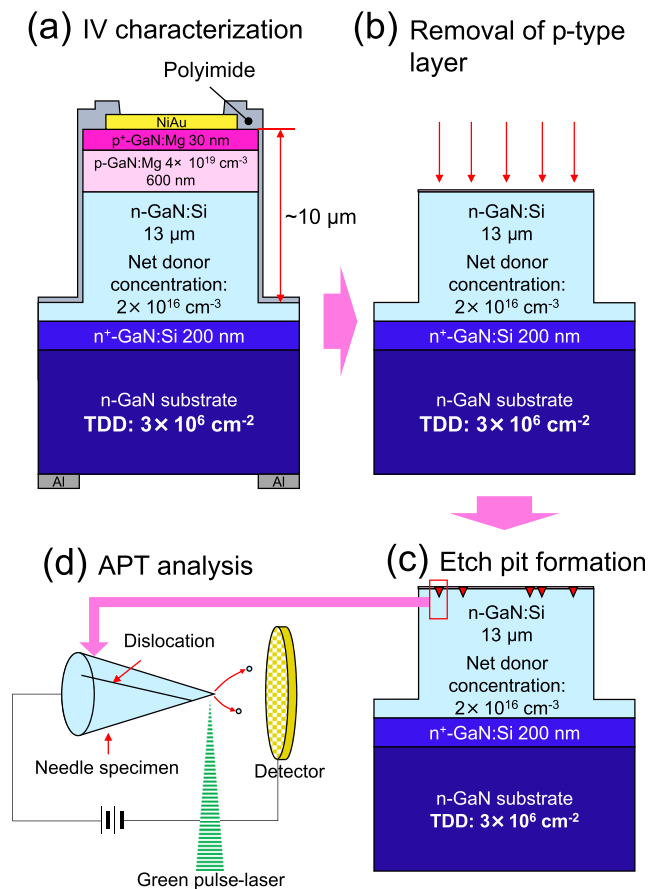 (a) IV characterization
Polyimide
NiAu
p⁺-GaN:Mg 30 nm
p-GaN:Mg 4× 10¹⁹ cm⁻³
600 nm
n-GaN:Si
13 µm
Net donor
concentration:
2× 10¹⁶ cm⁻³
~10 µm
n⁺-GaN:Si 200 nm
n-GaN substrate
TDD: 3× 10⁶ cm⁻²
Al
Al
(b) Removal of p-type
layer
n-GaN:Si
13 µm
Net donor
concentration:
2× 10¹⁶ cm⁻³
n⁺-GaN:Si 200 nm
n-GaN substrate
TDD: 3× 10⁶ cm⁻²
(c) Etch pit formation
n-GaN:Si
13 µm
Net donor
concentration:
2× 10¹⁶ cm⁻³
n⁺-GaN:Si 200 nm
n-GaN substrate
TDD: 3× 10⁶ cm⁻²
(d) APT analysis
Dislocation
Needle specimen
Detector
Green pulse-laser